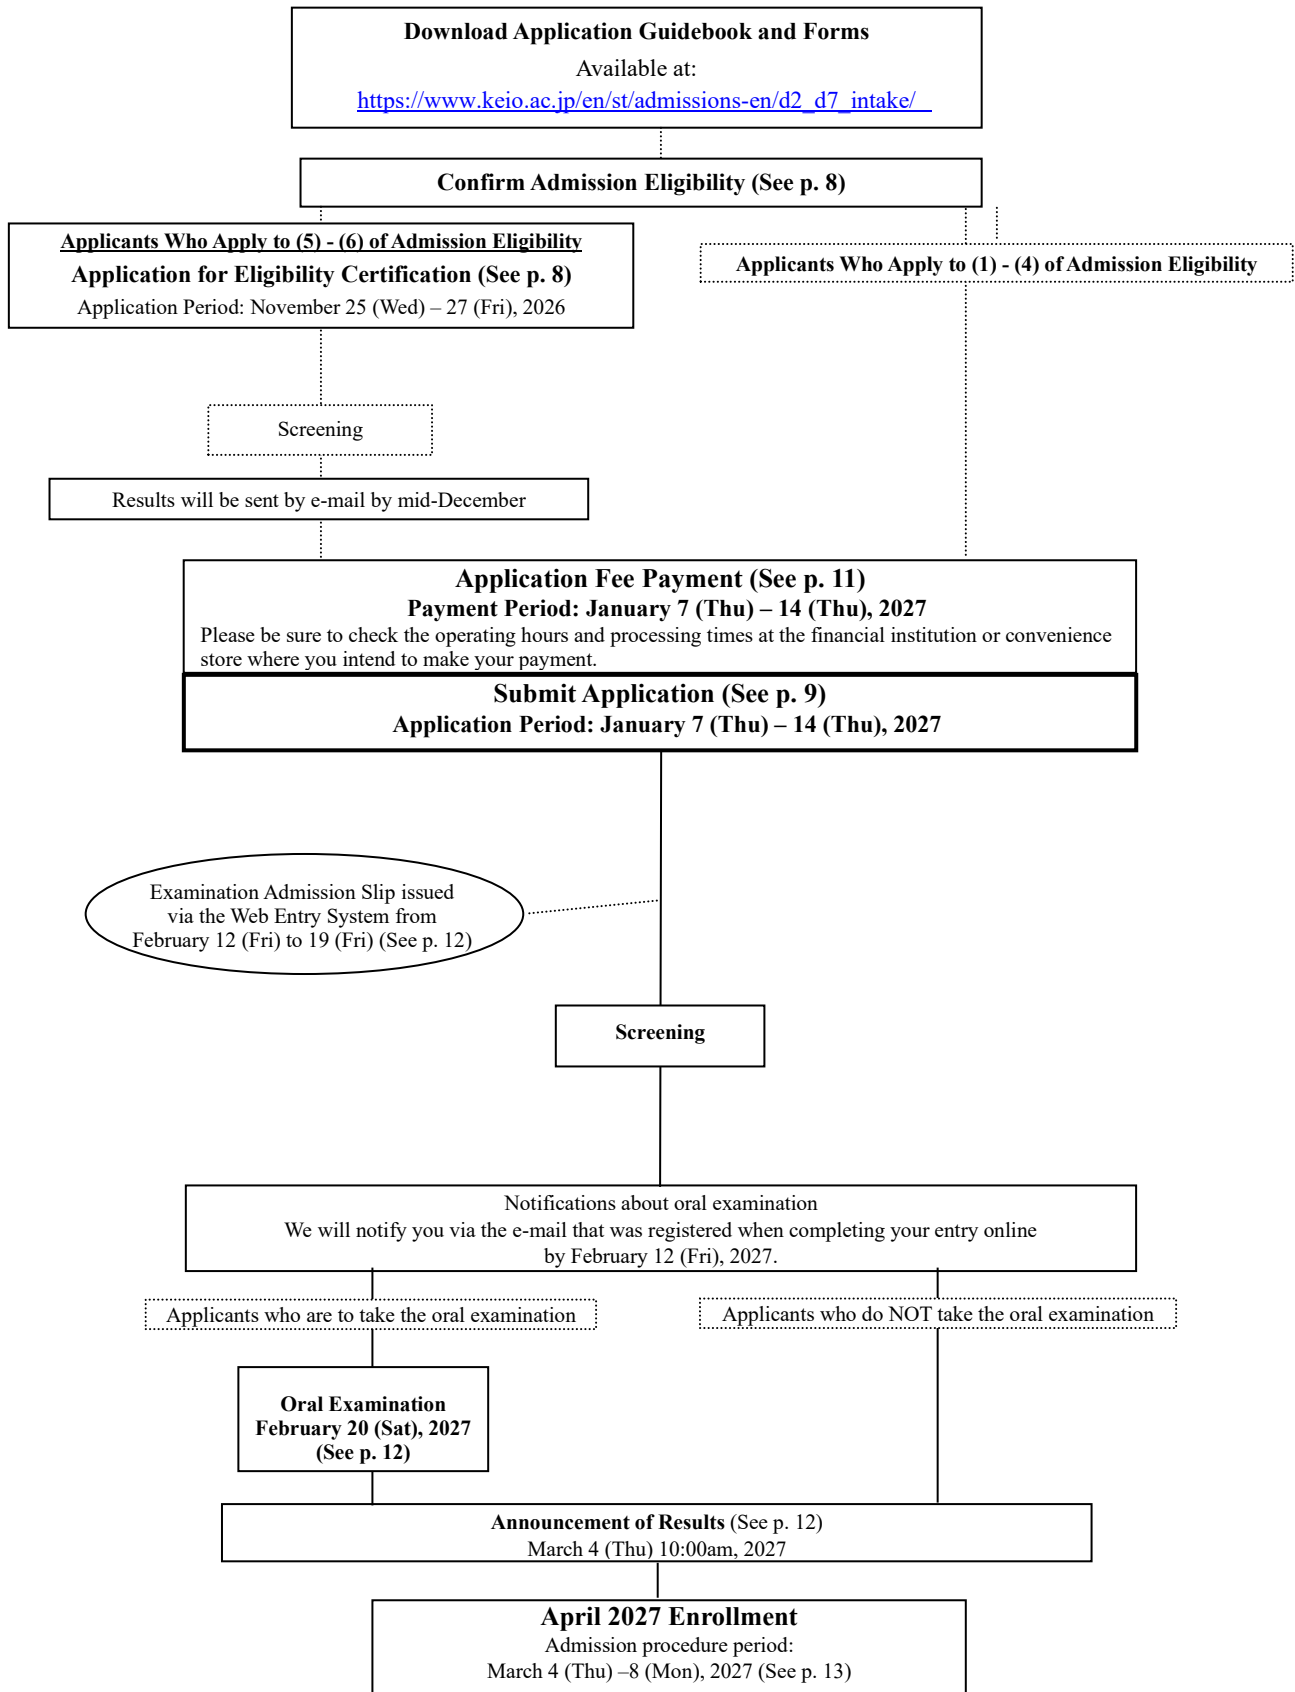 Download Application Guidebook and Forms
Available at:
https://www.keio.ac.jp/en/st/admissions-en/d2_d7_intake/
Confirm Admission Eligibility (See p. 8)
Applicants Who Apply to (5) - (6) of Admission Eligibility
Application for Eligibility Certification (See p. 8)
Application Period: November 25 (Wed) – 27 (Fri), 2026
Applicants Who Apply to (1) - (4) of Admission Eligibility
Screening
Results will be sent by e-mail by mid-December
Application Fee Payment (See p. 11)
Payment Period: January 7 (Thu) – 14 (Thu), 2027
Please be sure to check the operating hours and processing times at the financial institution or convenience
store where you intend to make your payment.
Submit Application (See p. 9)
Application Period: January 7 (Thu) – 14 (Thu), 2027
Examination Admission Slip issued
via the Web Entry System from
February 12 (Fri) to 19 (Fri) (See p. 12)
Screening
Notifications about oral examination
We will notify you via the e-mail that was registered when completing your entry online
by February 12 (Fri), 2027.
Applicants who are to take the oral examination
Applicants who do NOT take the oral examination
Oral Examination
February 20 (Sat), 2027
(See p. 12)
Announcement of Results (See p. 12)
March 4 (Thu) 10:00am, 2027
April 2027 Enrollment
Admission procedure period:
March 4 (Thu) –8 (Mon), 2027 (See p. 13)